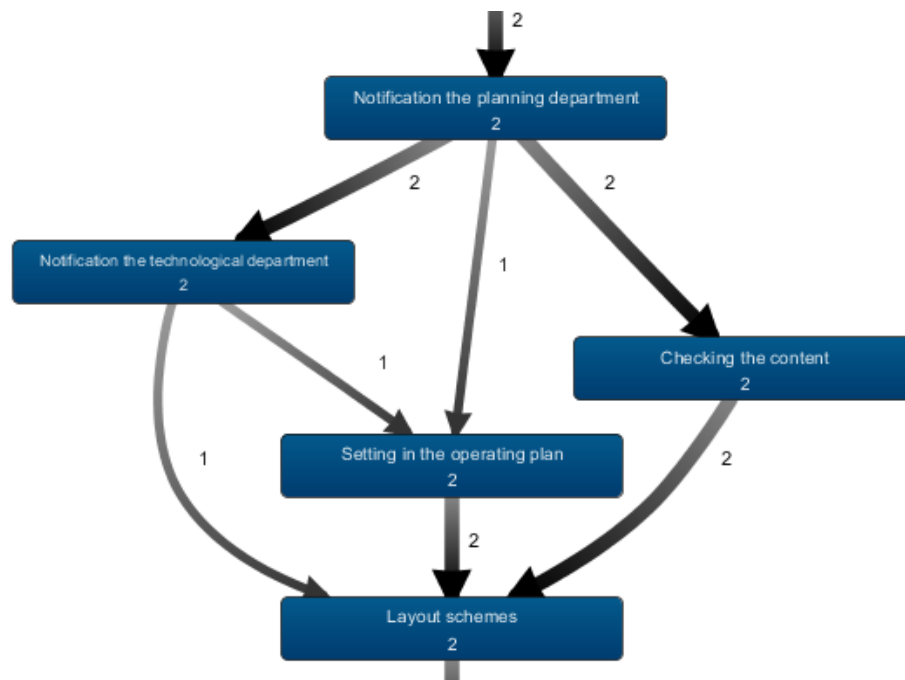 2
Notification the planning department
2
2
2
Notification the technological department
2
1
1
Checking the content
2
Setting in the operating plan
2
1
2
2
Layout schemes
2